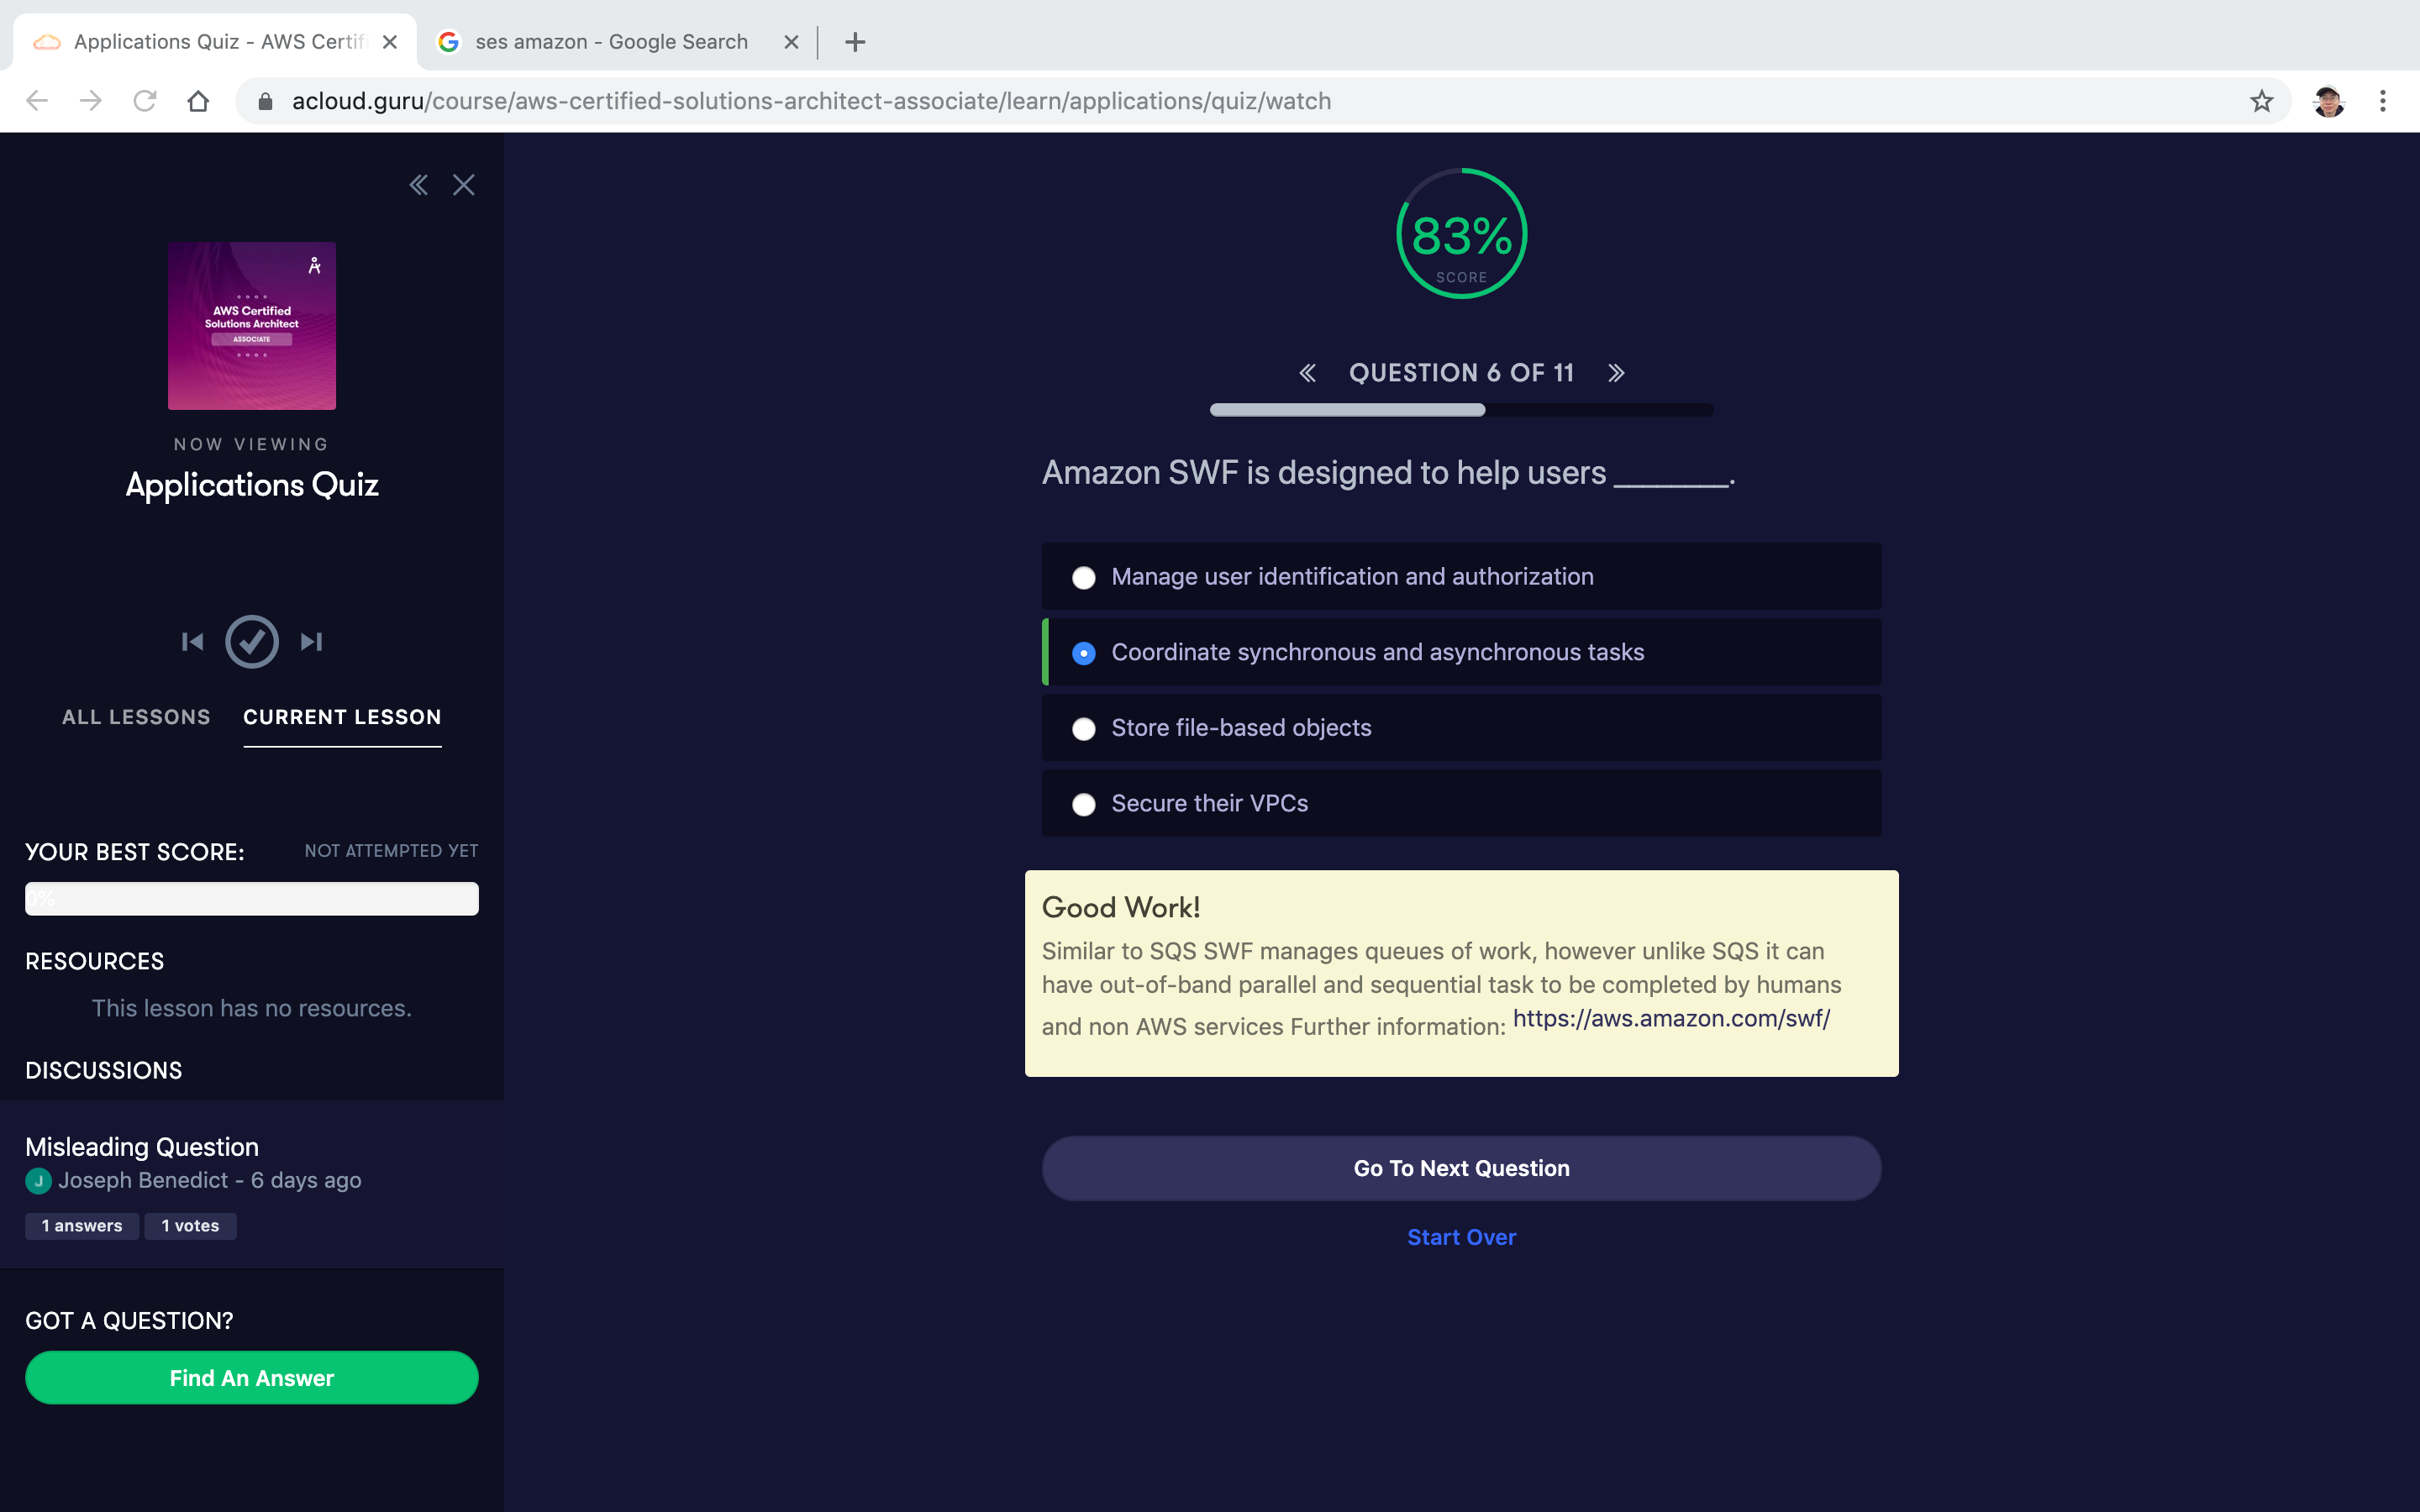 Applications Quiz - AWS Certif
ses amazon - Google Search
acloud.guru/course/aws-certified-solutions-architect-associate/learn/applications/quiz/watch
AWS Certified
Solutions Architect
ASSOCIATE
NOW VIEWING
Applications Quiz
ALL LESSONS
CURRENT LESSON
YOUR BEST SCORE:
NOT ATTEMPTED YET
0%
RESOURCES
This lesson has no resources.
DISCUSSIONS
Misleading Question
J
Joseph Benedict - 6 days ago
1 answers
1 votes
GOT A QUESTION?
Find An Answer
83%
SCORE
QUESTION 6 OF 11
Amazon SWF is designed to help users ________.
Manage user identification and authorization
Coordinate synchronous and asynchronous tasks
Store file-based objects
Secure their VPCs
Good Work!
Similar to SQS SWF manages queues of work, however unlike SQS it can
have out-of-band parallel and sequential task to be completed by humans
and non AWS services Further information: https://aws.amazon.com/swf/
Go To Next Question
Start Over